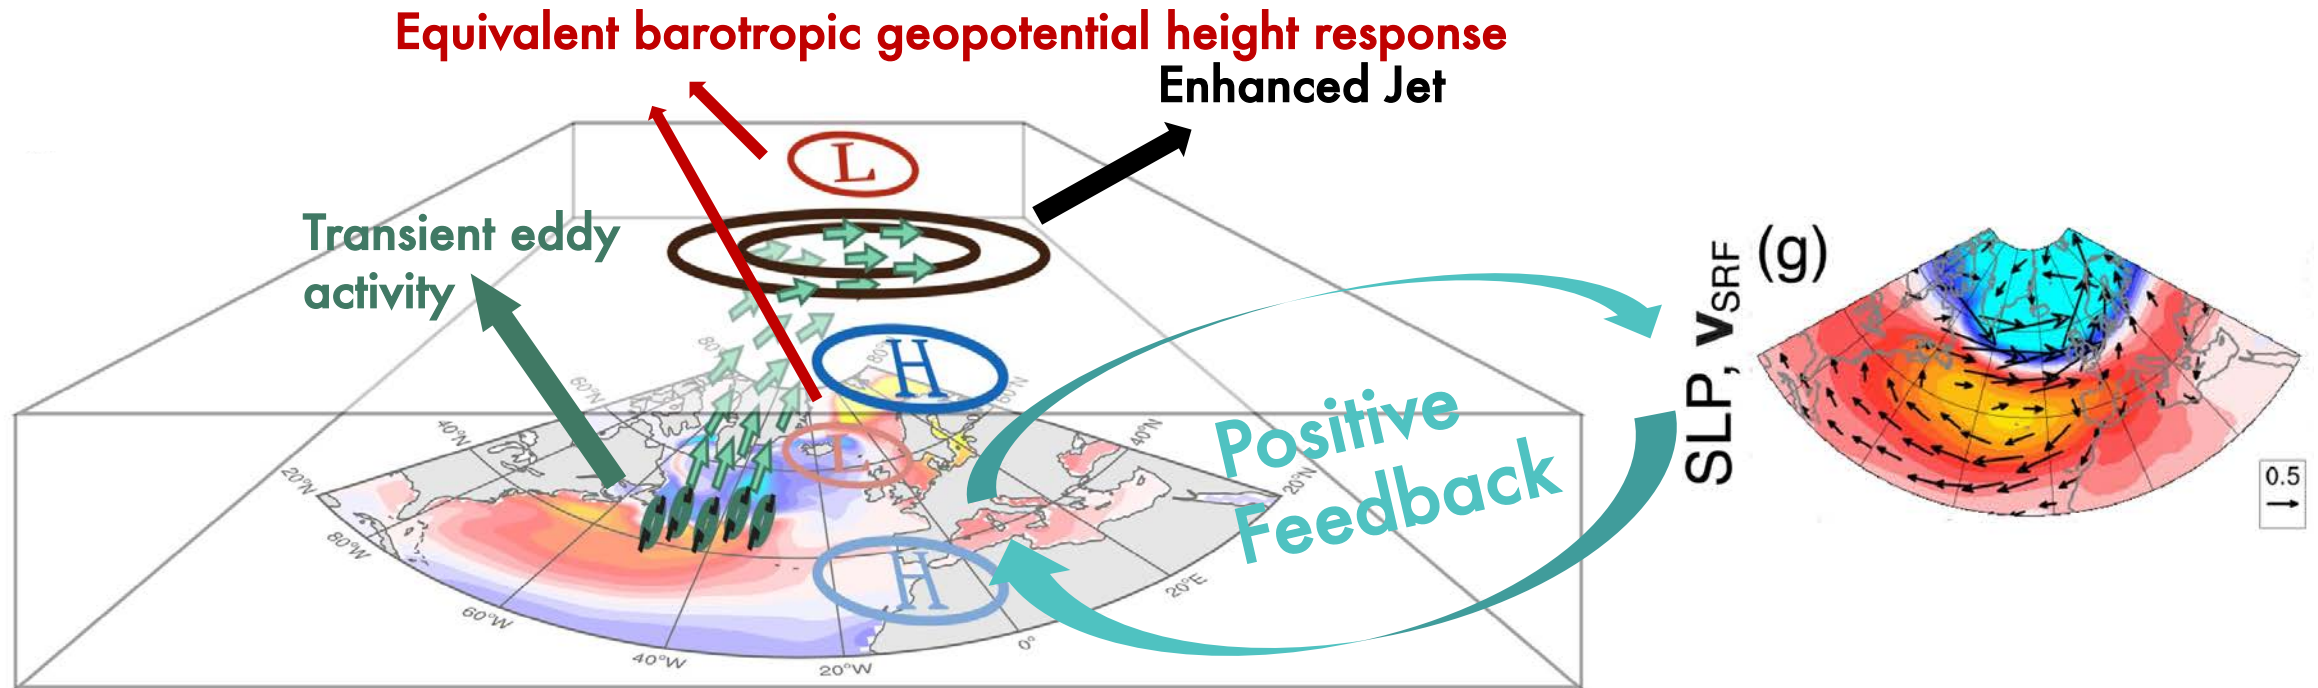 Equivalent barotropic geopotential height response
Enhanced Jet
L
Transient eddy
activity
(g)
SLP, vSRF
H
80°N
60°N
60°N
40°N
40°N
L
Positive
Feedback
20°N
20°N
0.5
80°W
H
60°W
20°E
40°W
20°W
0°